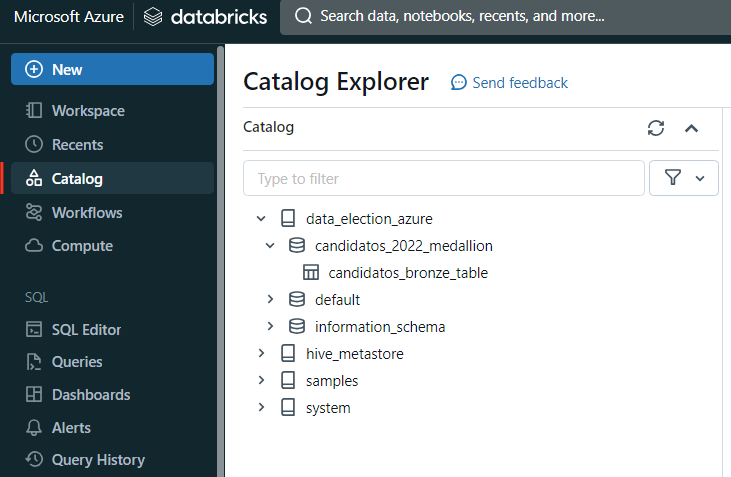 Microsoft Azure databricks Search data, notebooks, recents, and more...
New
Workspace
Recents
Catalog
Workflows
Compute
SQL
SQL Editor
Queries
Dashboards
Alerts
Query History
Catalog Explorer Send feedback
Catalog
Type to filter
data_election_azure
candidatos_2022_medallion
candidatos_bronze_table
default
information_schema
hive_metastore
samples
system